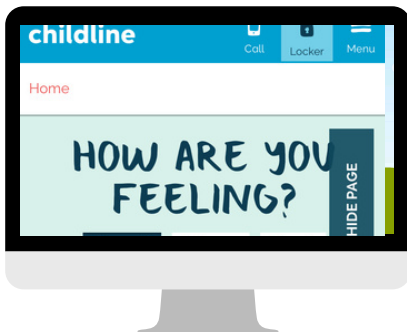 childline
Call
Locker
Menu
Home
HOW ARE YOU
FEELING?
HIDE PAGE